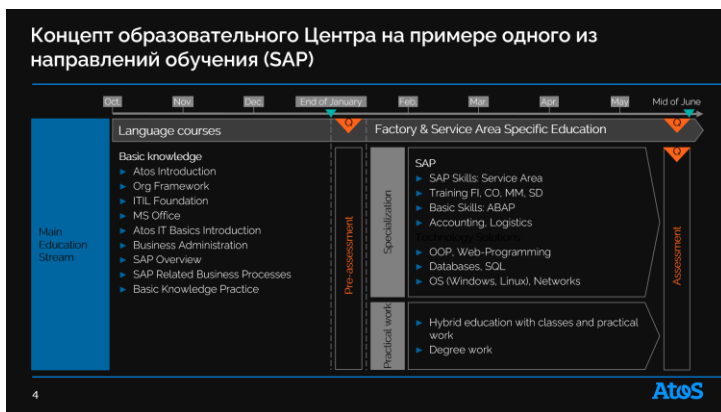 Концепт образовательного Центра на примере одного из
направлений обучения (SAP)
Oct. Nov. Dec. End of January Feb. Mar. Apr. May Mid of June
Language courses
Q
Factory & Service Area Specific Education
Q
Main
Education
Stream
Basic knowledge
Atos Introduction
Org Framework
ITIL Foundation
MS Office
Atos IT Basics Introduction
Business Administration
SAP Overview
SAP Related Business Processes
Basic Knowledge Practice
Pre-assessment
Specialization
SAP
SAP Skills: Service Area
Training FI, CO, MM, SD
Basic Skills: ABAP
Accounting, Logistics
Technology Solutions
OOP, Web-Programming
Databases, SQL
OS (Windows, Linux), Networks
Practical work
Hybrid education with classes and practical
work
Degree work
Q
Assessment
4
Atos